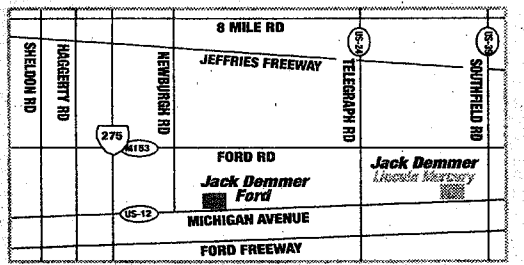 8 MILE RD
US-24
US-39
JEFFRIES FREEWAY
SHELDON RD
HAGGERTY RD
NEWBURGH RD
TELEGRAPH RD
SOUTHFIELD RD
275
M153
FORD RD
Jack Demmer
Ford
Jack Demmer
Lincoln Mercury
US-12
MICHIGAN AVENUE
FORD FREEWAY